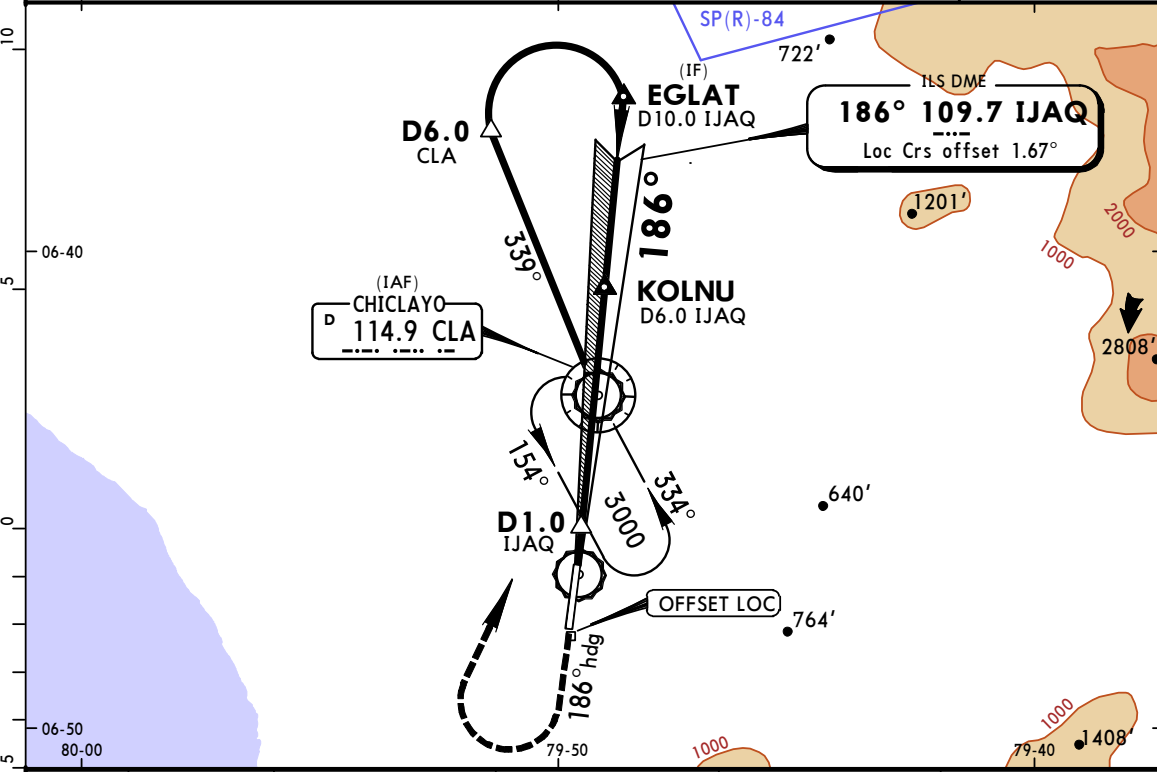 SP(R)-84
10
722'
(IF)
EGLAT
D10.0 IJAQ
ILS DME
186° 109.7 IJAQ
Loc Crs offset 1.67°
D6.0
CLA
186°
1201'
2000
1000
339°
06-40
5
(IAF)
CHICLAYO
D 114.9 CLA
KOLNU
D6.0 IJAQ
2808'
154°
334°
3000
640'
0
D1.0
IJAQ
OFFSET LOC
764'
186° hdg
06-50
80-00
79-50
79-40
1000
1000
1408'
5